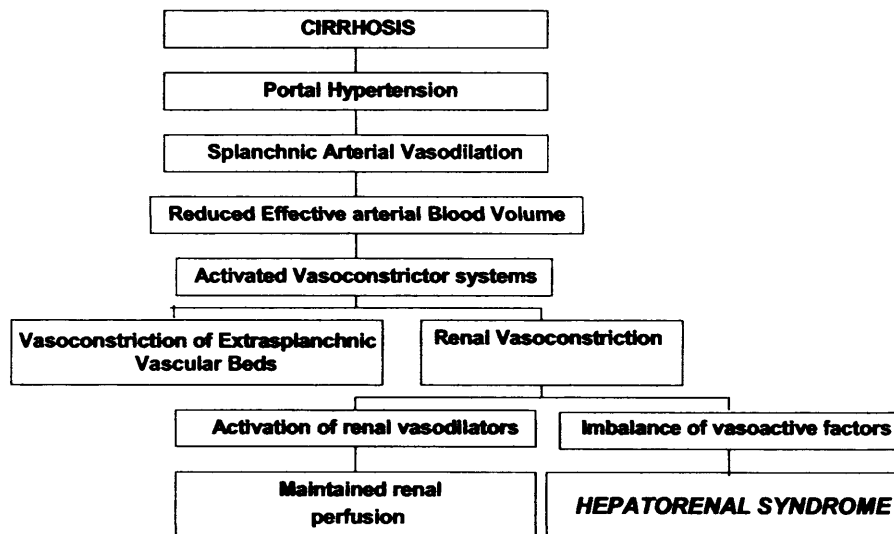 CIRRHOSIS
Portal Hypertension
Splanchnic Arterial Vasodilation
Reduced Effective arterial Blood Volume
Activated Vasoconstrictor systems
Vasoconstriction of Extrasplanchnic
Vascular Beds
Renal Vasoconstriction
Activation of renal vasodilators
Imbalance of vasoactive factors
Maintained renal
perfusion
HEPATORENAL SYNDROME